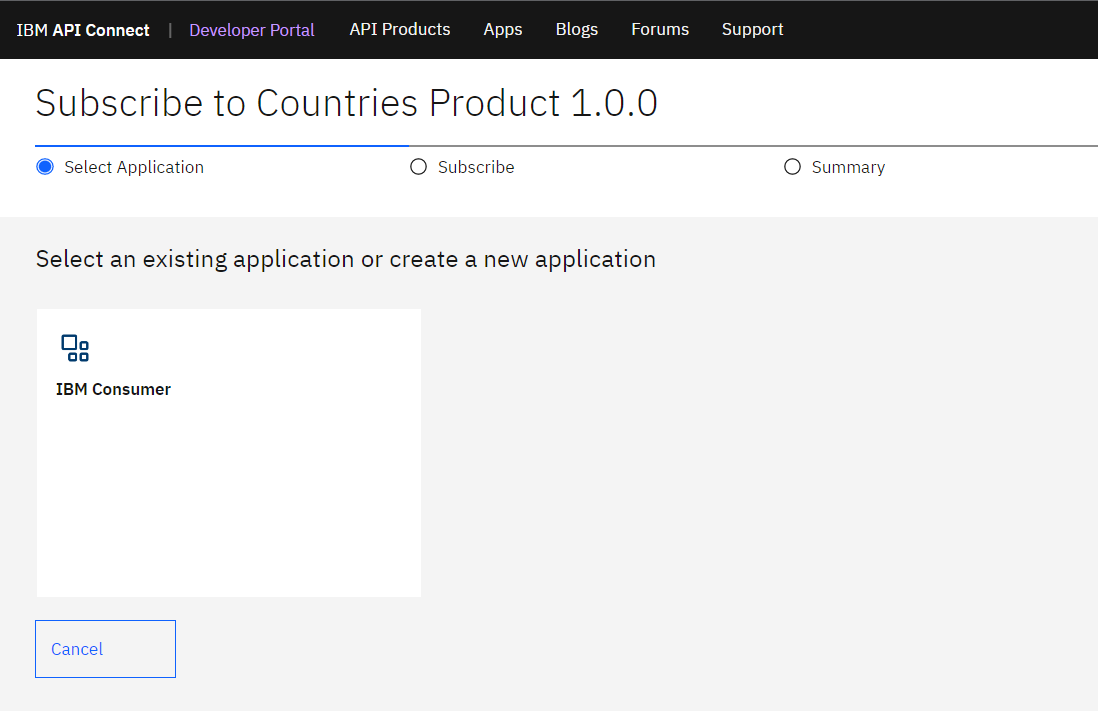 IBM API Connect | Developer Portal API Products Apps Blogs Forums Support
Subscribe to Countries Product 1.0.0
Select Application Subscribe Summary
Select an existing application or create a new application
IBM Consumer
Cancel